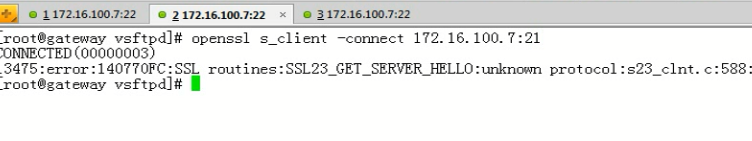 1 172.16.100.7:22 2 172.16.100.7:22 × 3 172.16.100.7:22
[root@gateway vsftpd]# openssl s_client -connect 172.16.100.7:21
CONNECTED(00000003)
3475:error:140770FC:SSL routines:SSL23_GET_SERVER_HELLO:unknown protocol:s23_clnt.c:588:
[root@gateway vsftpd]#